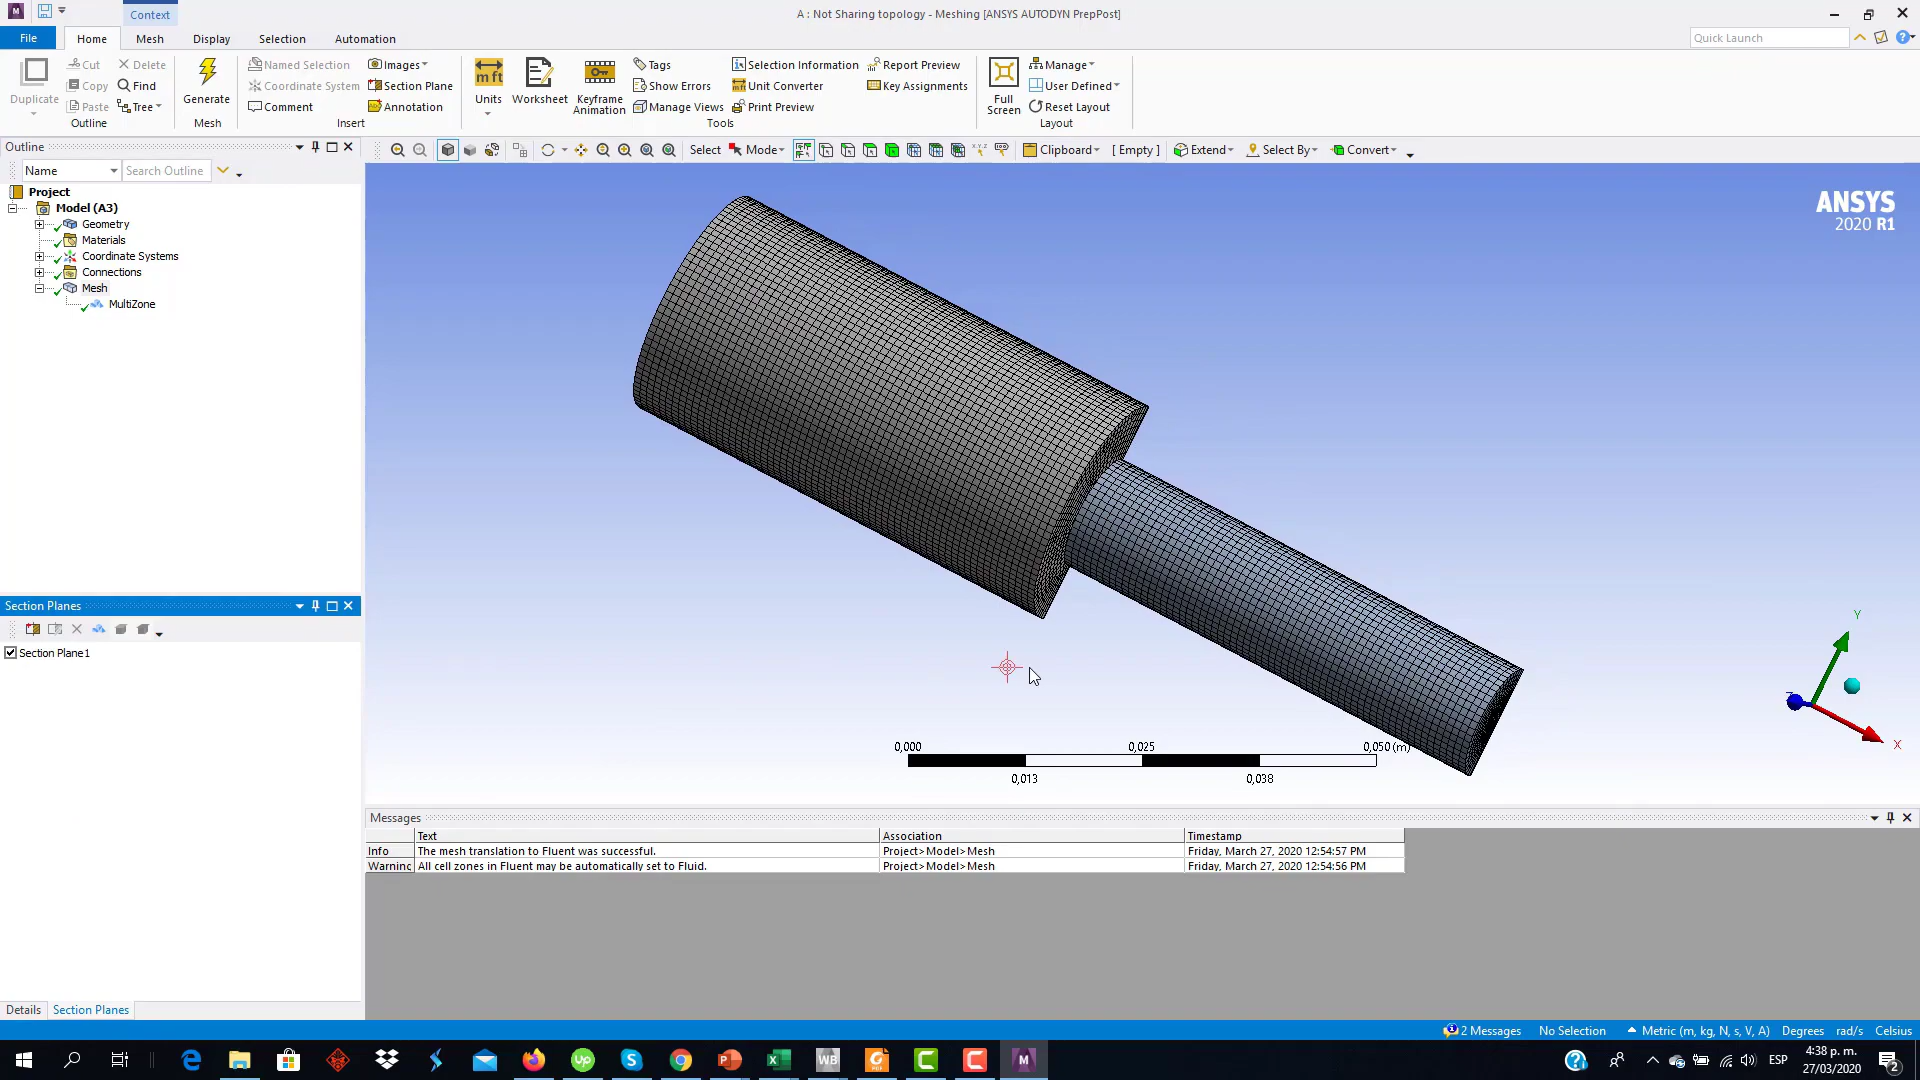 Context
A : Not Sharing topology - Meshing [ANSYS AUTODYN PrepPost]
File Home Mesh Display Selection Automation
Quick Launch
Duplicate
Cut
Copy
Paste
Delete
Find
Tree
Outline
Generate
Mesh
Named Selection
Coordinate System
Comment
Images
Section Plane
Annotation
Insert
Units
Worksheet
Keyframe
Animation
Tags
Show Errors
Manage Views
Selection Information
Unit Converter
Print Preview
Report Preview
Key Assignments
Tools
Full
Screen
Manage
User Defined
Reset Layout
Layout
Outline
Name Search Outline
Project
Model (A3)
Geometry
Materials
Coordinate Systems
Connections
Mesh
MultiZone
Select Mode Clipboard [ Empty ] Extend Select By Convert
ANSYS
2020 R1
Y
Z
X
0,000 0,025 0,050 (m)
0,013 0,038
Section Planes
Section Plane1
Details Section Planes
Messages
Text Association Timestamp
Info The mesh translation to Fluent was successful. Project>Model>Mesh Friday, March 27, 2020 12:54:57 PM
Warning All cell zones in Fluent may be automatically set to Fluid. Project>Model>Mesh Friday, March 27, 2020 12:54:56 PM
2 Messages No Selection Metric (m, kg, N, s, V, A) Degrees rad/s Celsius
ESP
4:38 p. m.
27/03/2020
2